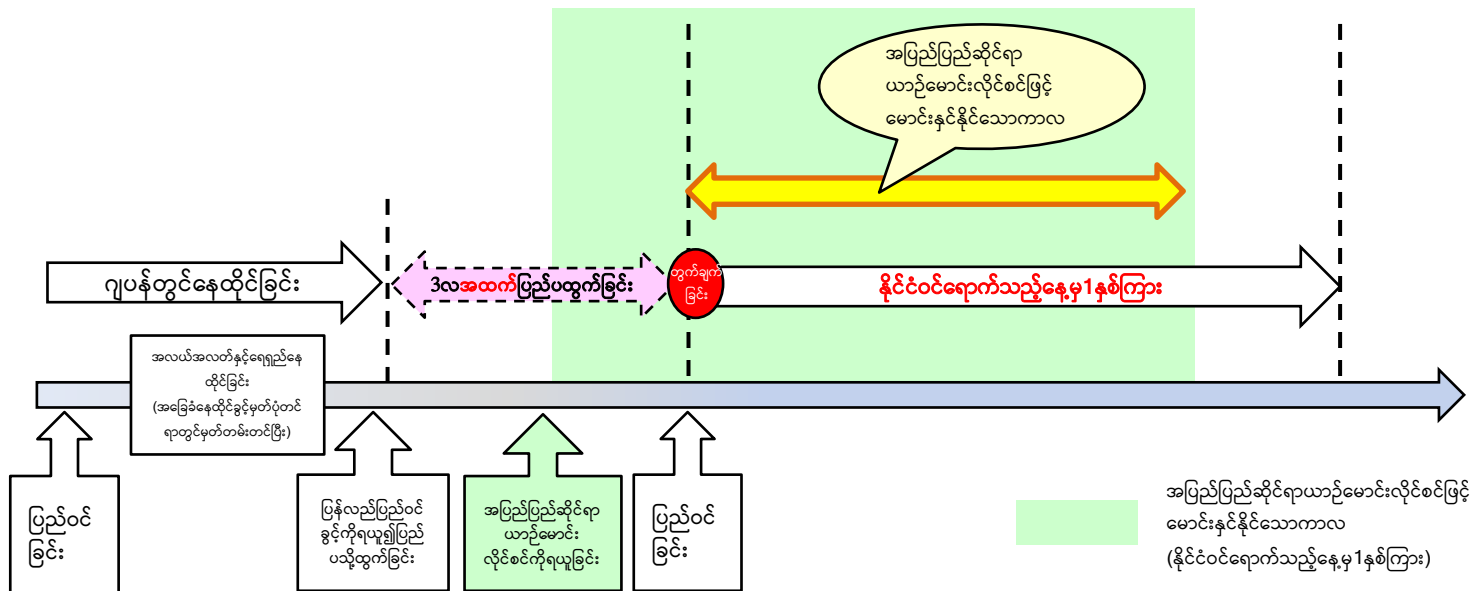 အပြည်ပြည်ဆိုင်ရာ
ယာဉ်မောင်းလိုင်စင်ဖြင့်
မောင်းနှင်နိုင်သောကာလ
ဂျပန်တွင်နေထိုင်ခြင်း
3လအထက်ပြည်ပထွက်ခြင်း
တွက်ချက်
ခြင်း
နိုင်ငံဝင်ရောက်သည့်နေ့မှ1နှစ်ကြား
အလယ်အလတ်နှင့်ရေရှည်နေ
ထိုင်ခြင်း
(အခြေခံနေထိုင်ခွင့်မှတ်ပုံတင်
ရာတွင်မှတ်တမ်းတင်ပြီး)
ပြည်ဝင်
ခြင်း
ပြန်လည်ပြည်ဝင်
ခွင့်ကိုရယူ၍ပြည်
ပသို့ထွက်ခြင်း
အပြည်ပြည်ဆိုင်ရာ
ယာဉ်မောင်း
လိုင်စင်ကိုရယူခြင်း
ပြည်ဝင်
ခြင်း
အပြည်ပြည်ဆိုင်ရာယာဉ်မောင်းလိုင်စင်ဖြင့်
မောင်းနှင်နိုင်သောကာလ
(နိုင်ငံဝင်ရောက်သည့်နေ့မှ1နှစ်ကြား)